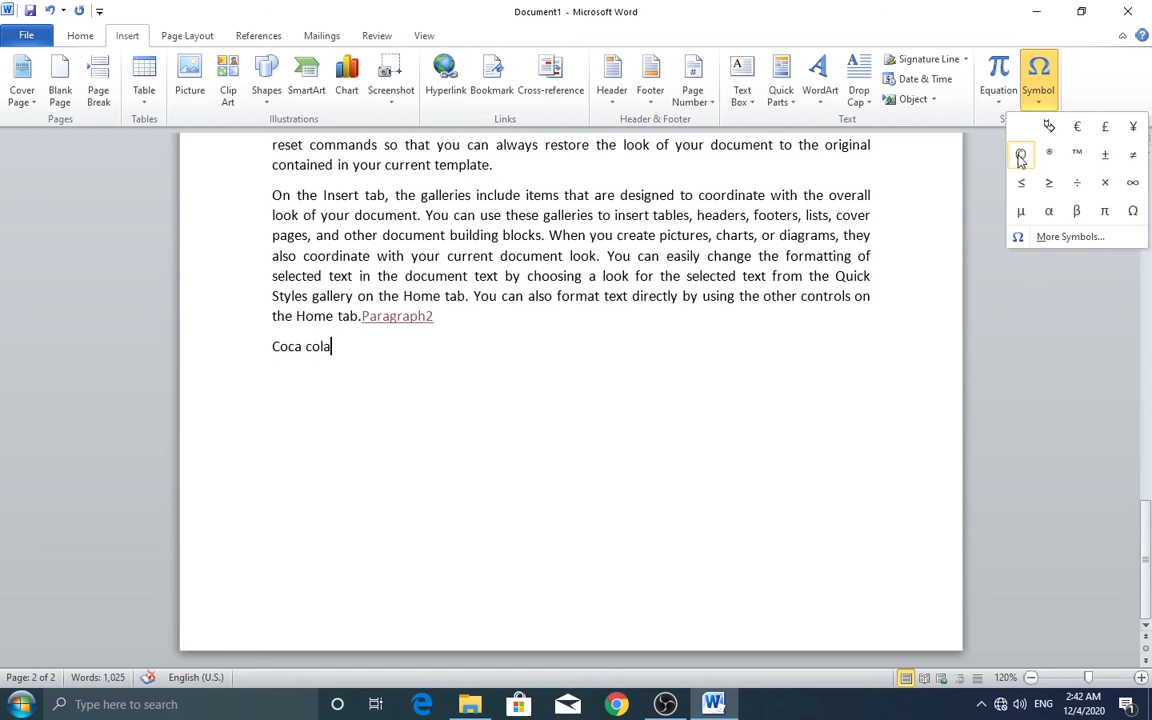 Document1 - Microsoft Word
File Home Insert Page Layout References Mailings Review View
Cover Page
Blank Page
Page Break
Table
Picture
Clip Art
Shapes
SmartArt
Chart
Screenshot
Hyperlink
Bookmark
Cross-reference
Header
Footer
Page Number
Text Box
Quick Parts
WordArt
Drop Cap
Signature Line
Date & Time
Object
Equation
Symbol
Pages Tables Illustrations Links Header & Footer Text
€ £ ¥
® ™ ± ≠
≤ ≥ ÷ × ∞
µ α β π Ω
Ω More Symbols...
reset commands so that you can always restore the look of your document to the original
contained in your current template.
On the Insert tab, the galleries include items that are designed to coordinate with the overall
look of your document. You can use these galleries to insert tables, headers, footers, lists, cover
pages, and other document building blocks. When you create pictures, charts, or diagrams, they
also coordinate with your current document look. You can easily change the formatting of
selected text in the document text by choosing a look for the selected text from the Quick
Styles gallery on the Home tab. You can also format text directly by using the other controls on
the Home tab.Paragraph2
Coca cola
Page: 2 of 2 Words: 1,025 English (U.S.) 120%
Type here to search
ENG
2:42 AM
12/4/2020
1